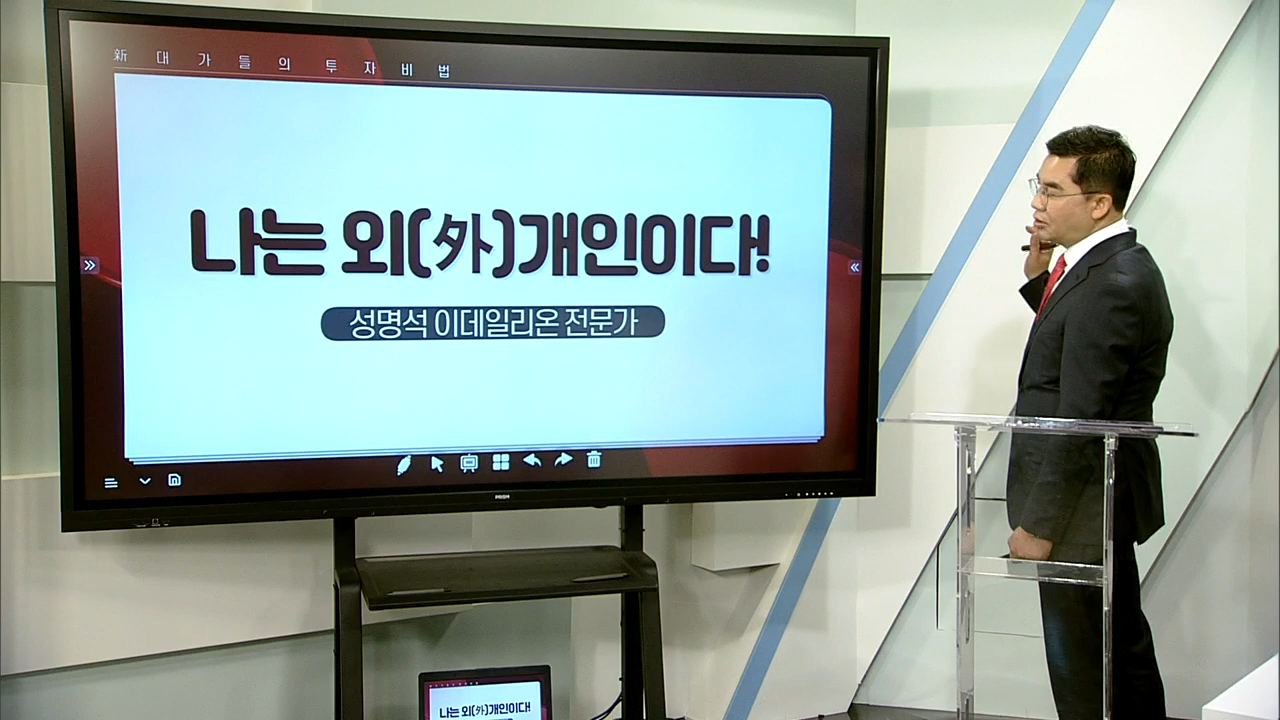 新 대가들의 투자비법
나는 외(外)개인이다!
성명석 이데일리온 전문가
PRISM
나는 외(外)개인이다!